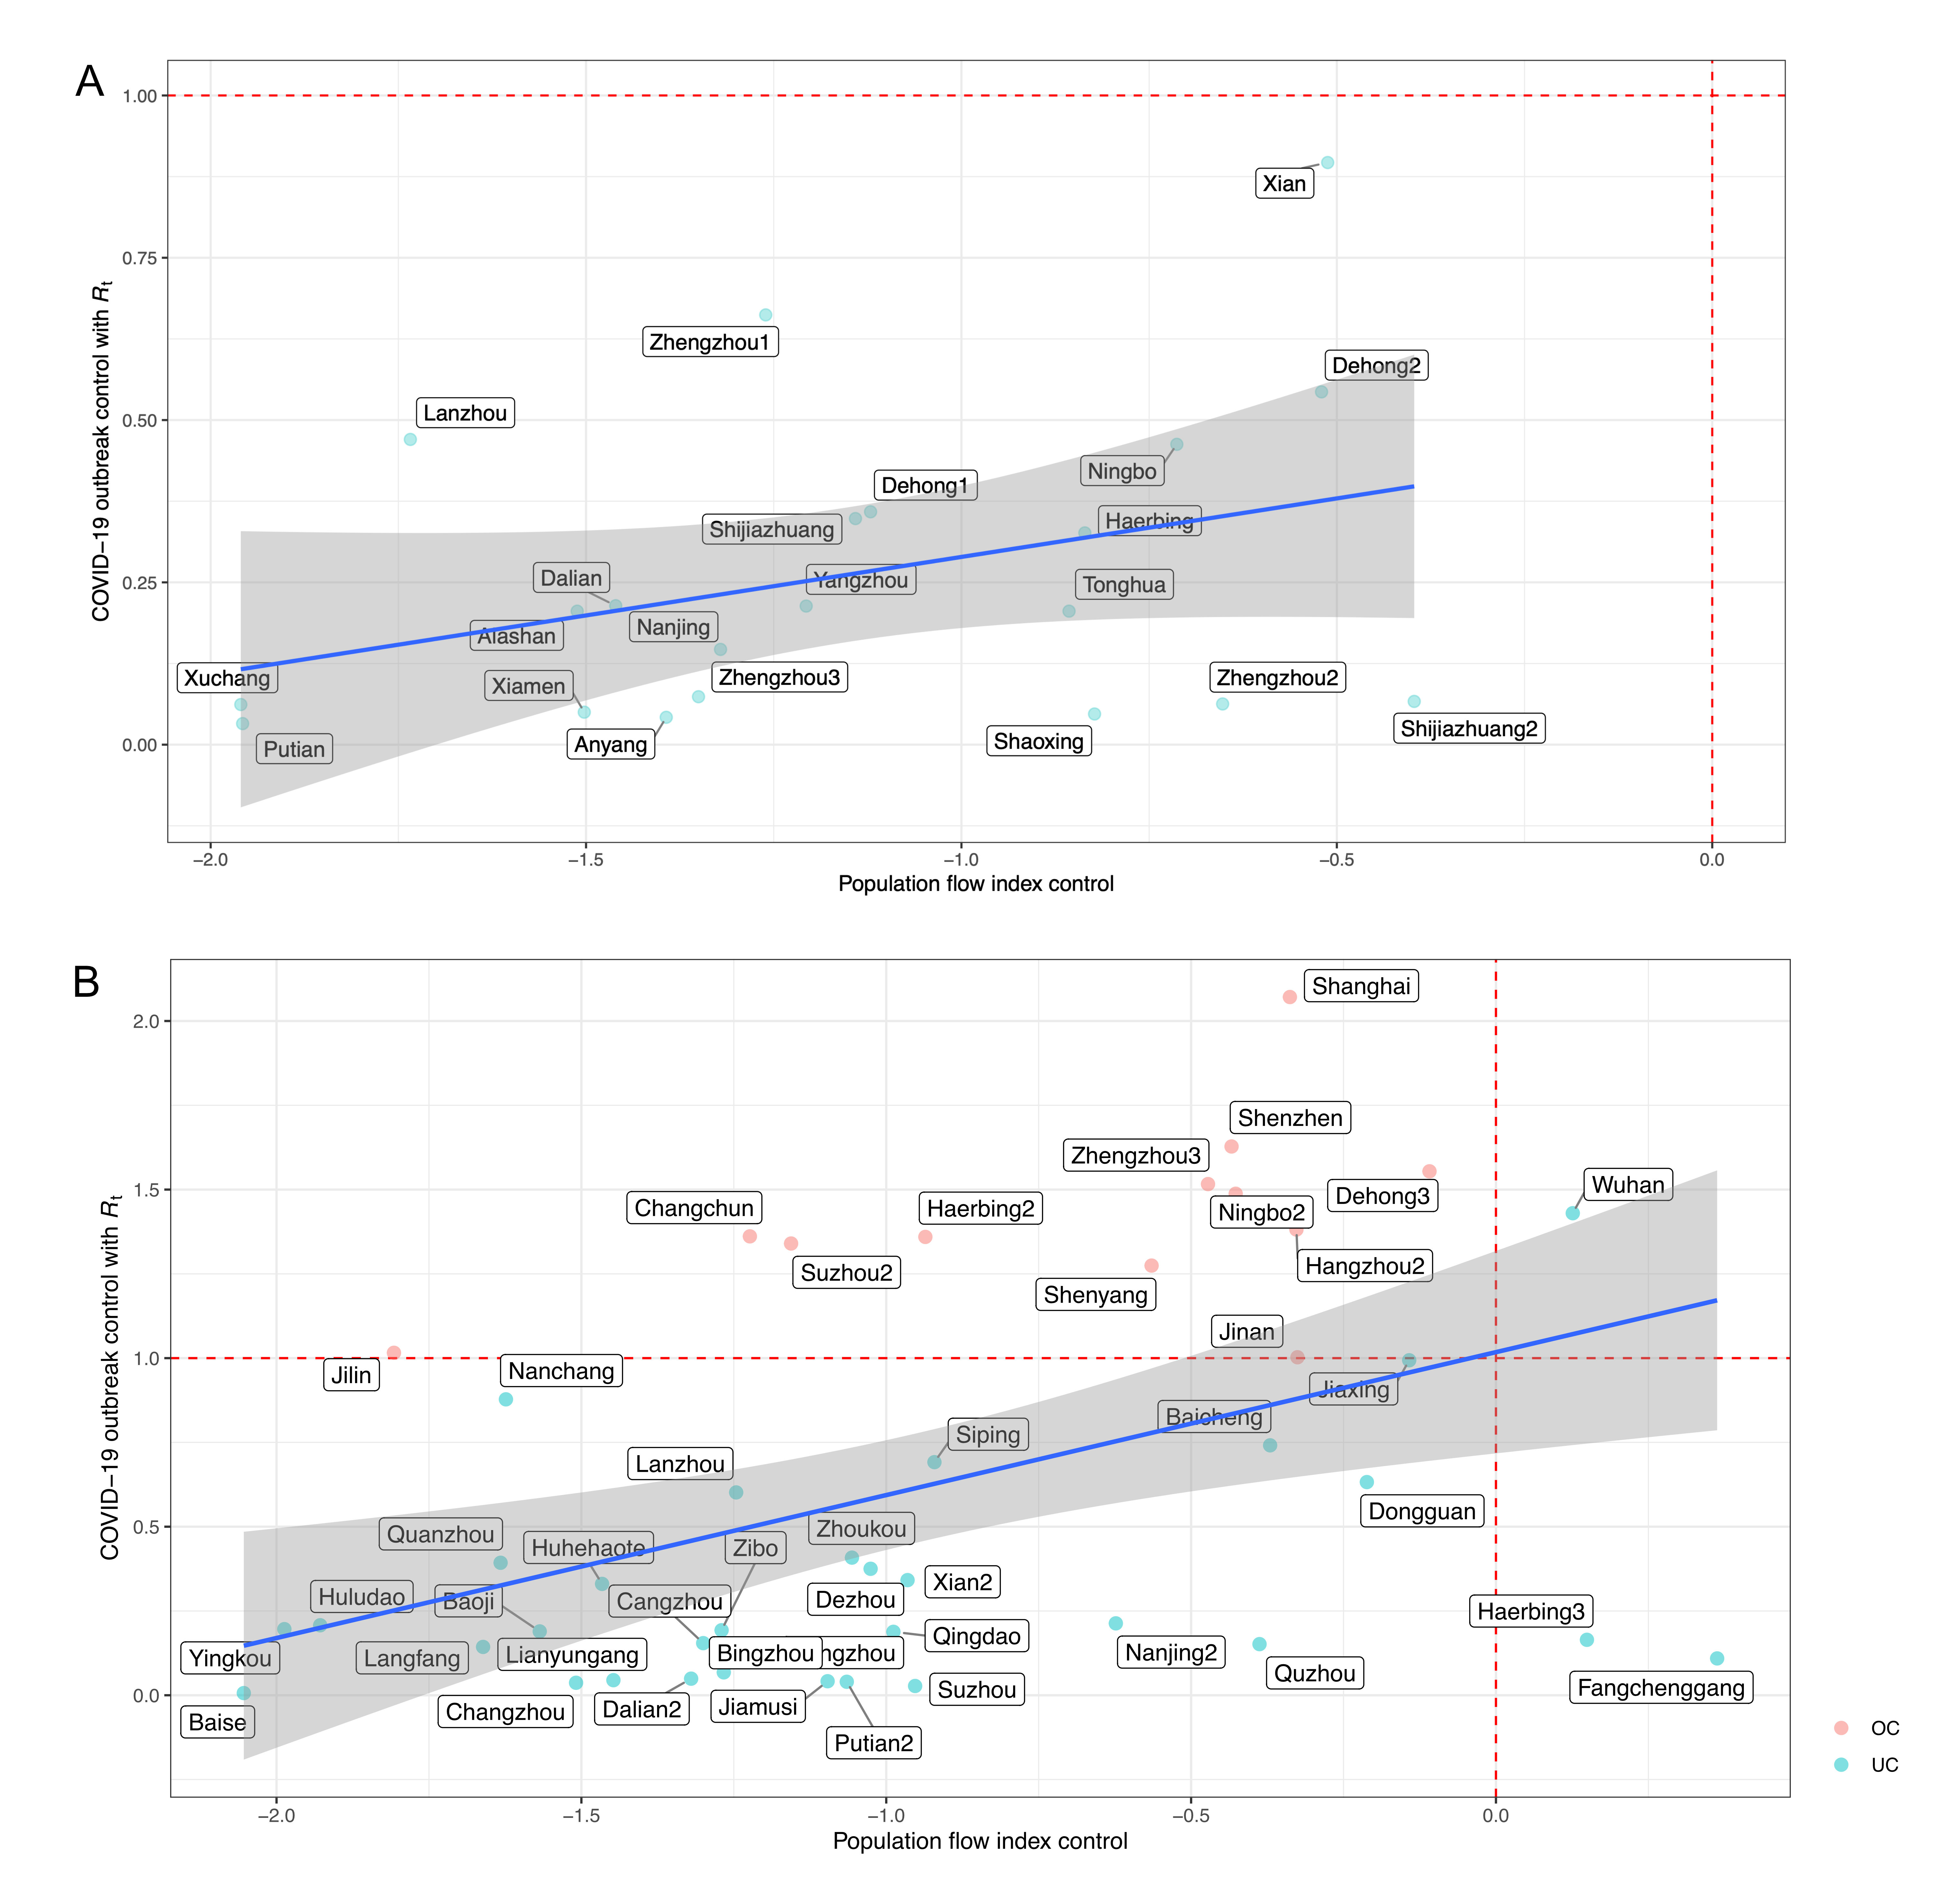 A
1.00
0.75
0.50
0.25
0.00
COVID−19 outbreak control with Rt
Xian
Zhengzhou1
Dehong2
Lanzhou
Ningbo
Dehong1
Shijiazhuang
Haerbing
Dalian
Yangzhou
Tonghua
Alashan
Nanjing
Xuchang
Xiamen
Zhengzhou3
Zhengzhou2
Putian
Anyang
Shaoxing
Shijiazhuang2
−2.0
−1.5
−1.0
−0.5
0.0
Population flow index control
B
2.0
1.5
1.0
0.5
0.0
COVID−19 outbreak control with Rt
Shanghai
Shenzhen
Zhengzhou3
Dehong3
Wuhan
Changchun
Haerbing2
Ningbo2
Suzhou2
Hangzhou2
Shenyang
Jinan
Jilin
Nanchang
Jiaxing
Baicheng
Siping
Lanzhou
Dongguan
Quanzhou
Huhehaote
Zibo
Zhoukou
Huludao
Baoji
Cangzhou
Dezhou
Xian2
Haerbing3
Yingkou
Langfang
Lianyungang
Bingzhou
ngzhou
Qingdao
Nanjing2
Quzhou
Fangchenggang
Baise
Changzhou
Dalian2
Jiamusi
Suzhou
Putian2
−2.0
−1.5
−1.0
−0.5
0.0
Population flow index control
OC
UC